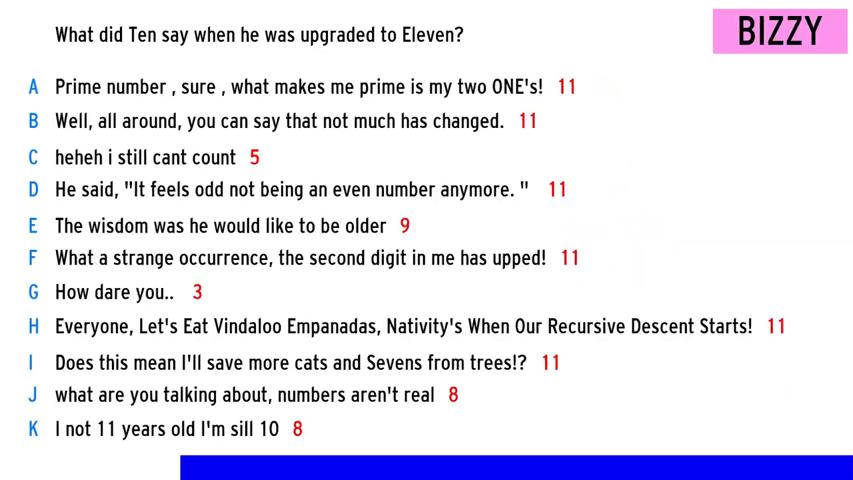 What did Ten say when he was upgraded to Eleven?
BIZZY
A Prime number , sure , what makes me prime is my two ONE's! 11
B Well, all around, you can say that not much has changed. 11
C heheh i still cant count 5
D He said, "It feels odd not being an even number anymore. " 11
E The wisdom was he would like to be older 9
F What a strange occurrence, the second digit in me has upped! 11
G How dare you.. 3
H Everyone, Let's Eat Vindaloo Empanadas, Nativity's When Our Recursive Descent Starts! 11
I Does this mean I'll save more cats and Sevens from trees!? 11
J what are you talking about, numbers aren't real 8
K I not 11 years old I'm sill 10 8